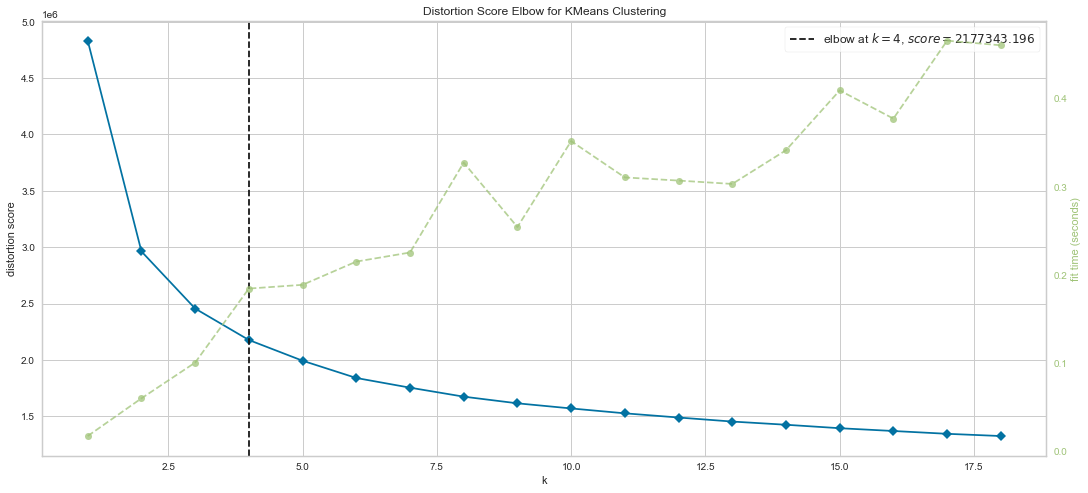 Distortion Score Elbow for KMeans Clustering
1e6
elbow at k = 4, score = 2177343.196
5.0
4.5
4.0
3.5
3.0
2.5
2.0
1.5
distortion score
0.4
0.3
0.2
0.1
0.0
fit time (seconds)
2.5 5.0 7.5 10.0 12.5 15.0 17.5
k